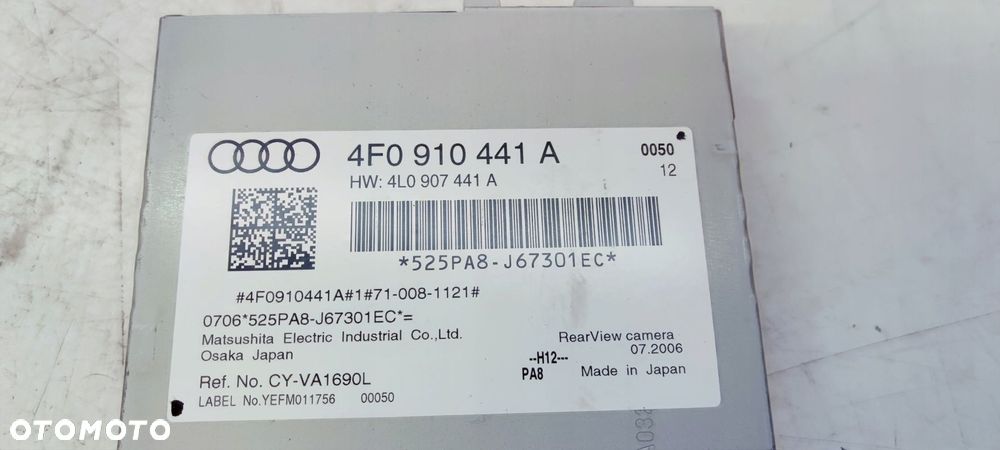 4F0 910 441 A
0050
HW: 4L0 907 441 A
12
*525PA8-J67301EC*
#4F0910441A#1#71-008-1121#
0706*525PA8-J67301EC*=
Matsushita Electric Industrial Co.,Ltd.
Osaka Japan
RearView camera
07.2006
--H12---
PA8
Made in Japan
Ref. No. CY-VA1690L
LABEL No.YEFM011756 00050
OTOMOTO